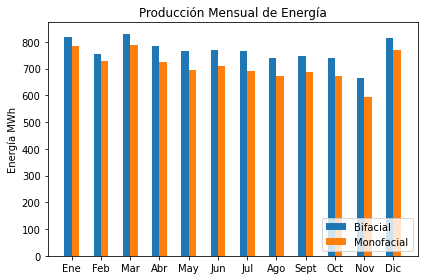 Producción Mensual de Energía
Energía MWh
800
700
600
500
400
300
200
100
0
Ene Feb Mar Abr May Jun Jul Ago Sept Oct Nov Dic
Bifacial
Monofacial